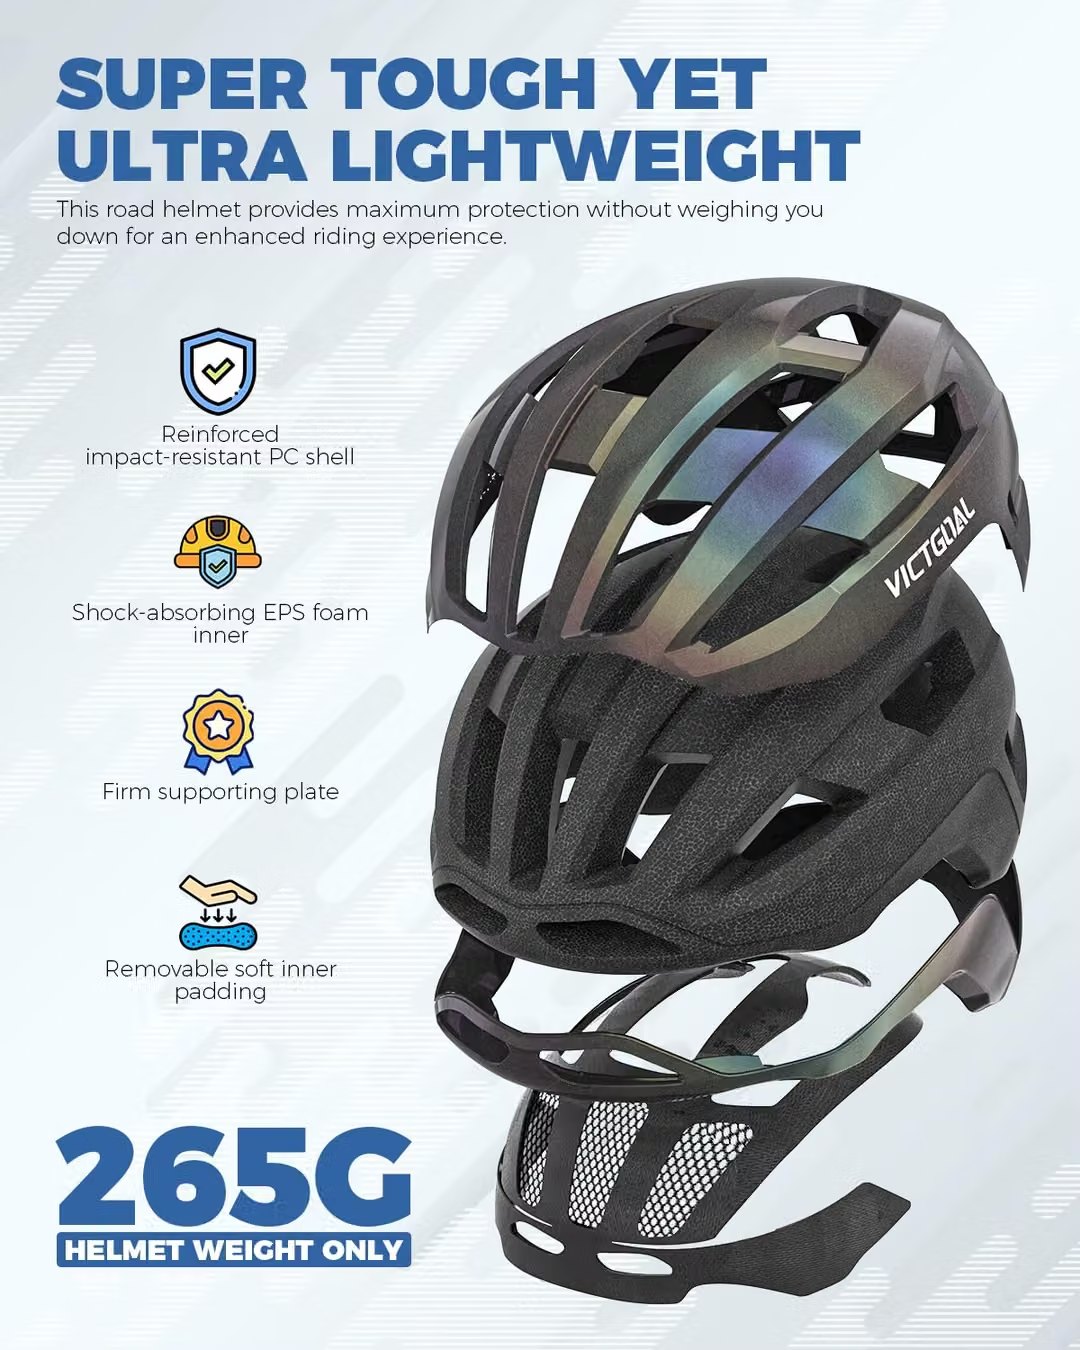 SUPER TOUGH YET
ULTRA LIGHTWEIGHT
This road helmet provides maximum protection without weighing you
down for an enhanced riding experience.
Reinforced
impact-resistant PC shell
Shock-absorbing EPS foam
inner
Firm supporting plate
Removable soft inner
padding
VICTGOAL
265G
HELMET WEIGHT ONLY